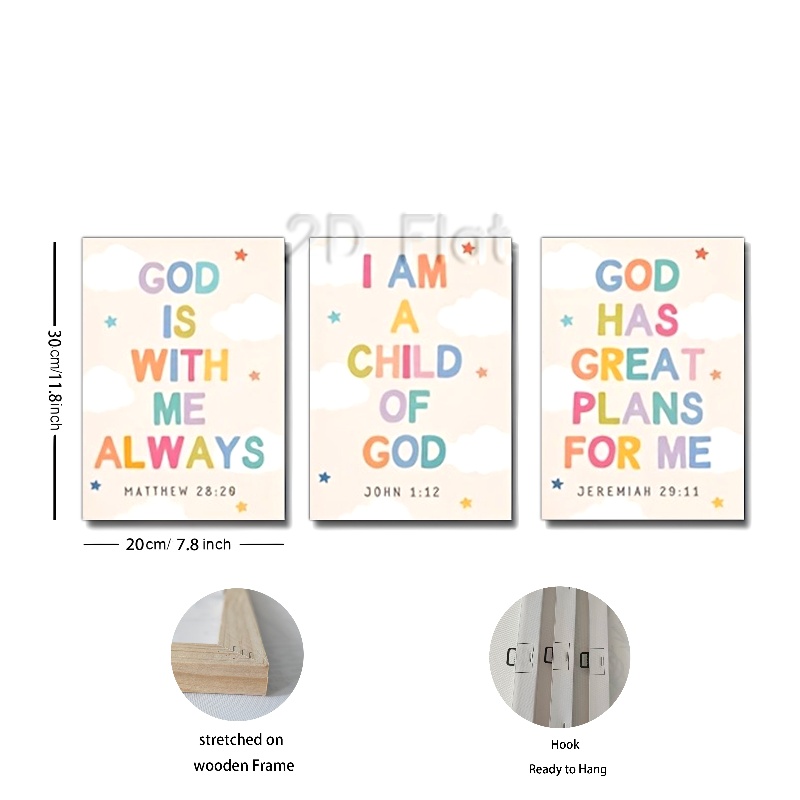 2D Flat
GOD
IS
WITH
ME
ALWAYS
MATTHEW 28:20
I AM
A
CHILD
OF
GOD
JOHN 1:12
GOD
HAS
GREAT
PLANS
FOR ME
JEREMIAH 29:11
30cm/11.8inch
20cm/ 7.8 inch
stretched on
wooden Frame
Hook
Ready to Hang